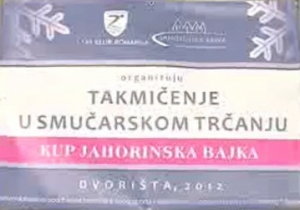 organizuju
TAKMIČENJE
U SMUČARSKOM TRČANJU
KUP JAHORINSKA BAJKA
DVORIŠTA, 2012